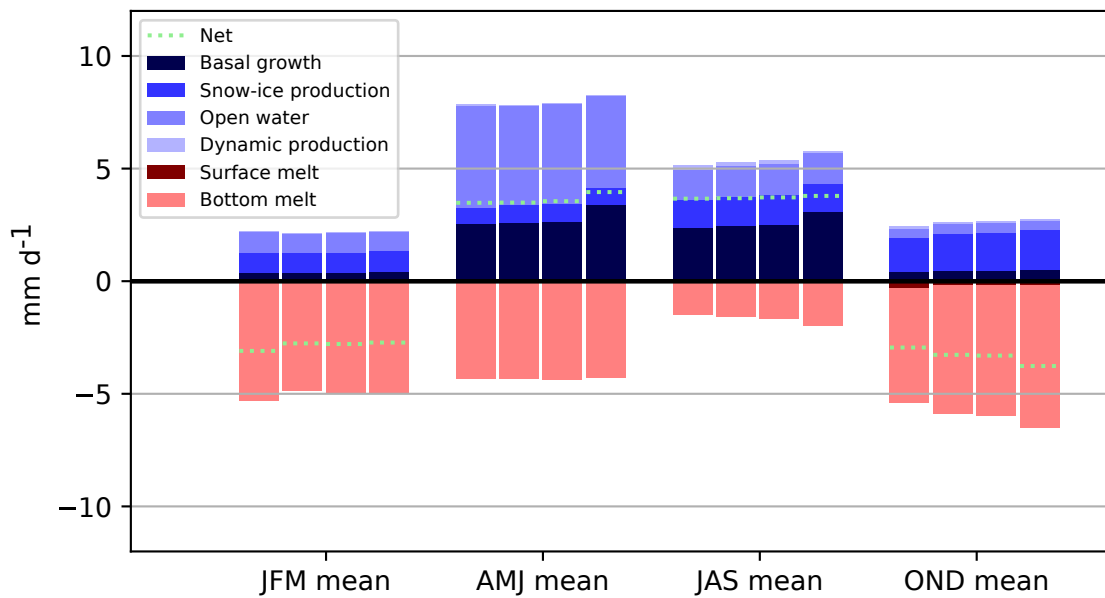 Net
Basal growth
Snow-ice production
Open water
Dynamic production
Surface melt
Bottom melt
10
5
0
−5
−10
mm d-1
JFM mean
AMJ mean
JAS mean
OND mean